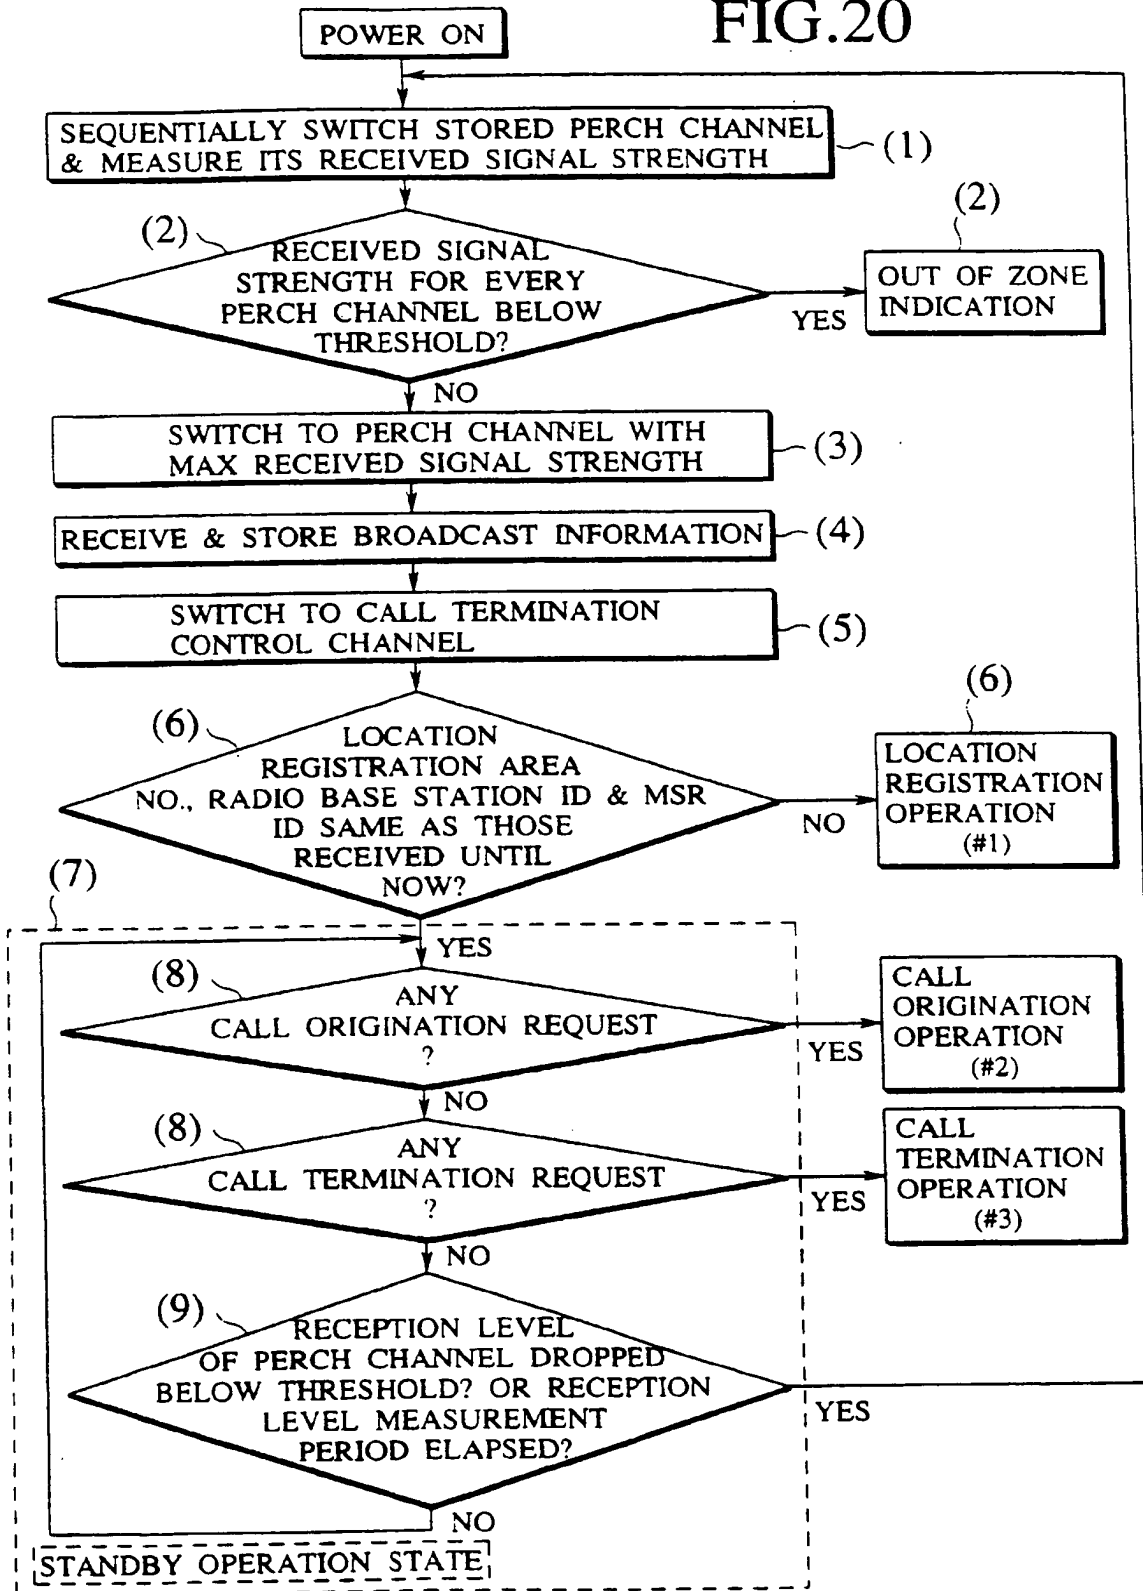 FIG.20
POWER ON
SEQUENTIALLY SWITCH STORED PERCH CHANNEL
& MEASURE ITS RECEIVED SIGNAL STRENGTH
(1)
(2)
RECEIVED SIGNAL
STRENGTH FOR EVERY
PERCH CHANNEL BELOW
THRESHOLD?
YES
(2)
OUT OF ZONE
INDICATION
NO
SWITCH TO PERCH CHANNEL WITH
MAX RECEIVED SIGNAL STRENGTH
(3)
RECEIVE & STORE BROADCAST INFORMATION
(4)
SWITCH TO CALL TERMINATION
CONTROL CHANNEL
(5)
(6)
LOCATION
REGISTRATION AREA
NO., RADIO BASE STATION ID & MSR
ID SAME AS THOSE
RECEIVED UNTIL
NOW?
NO
(6)
LOCATION
REGISTRATION
OPERATION
(#1)
(7)
YES
(8)
ANY
CALL ORIGINATION REQUEST
?
YES
CALL
ORIGINATION
OPERATION
(#2)
NO
(8)
ANY
CALL TERMINATION REQUEST
?
YES
CALL
TERMINATION
OPERATION
(#3)
NO
(9)
RECEPTION LEVEL
OF PERCH CHANNEL DROPPED
BELOW THRESHOLD? OR RECEPTION
LEVEL MEASUREMENT
PERIOD ELAPSED?
YES
NO
STANDBY OPERATION STATE